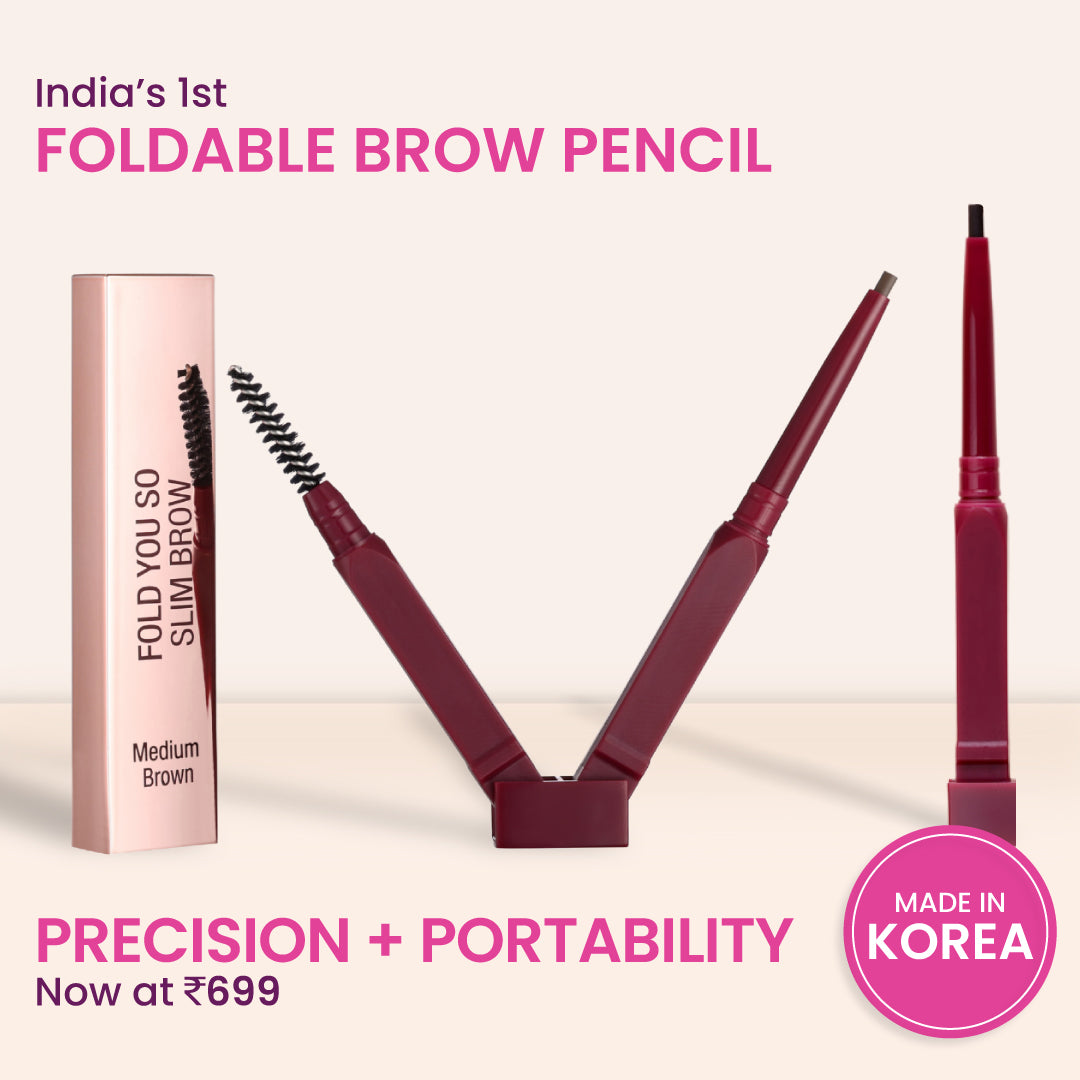 India's 1st
FOLDABLE BROW PENCIL
FOLD YOU SO
SLIM BROW
Medium
Brown
PRECISION + PORTABILITY
Now at ₹699
MADE IN
KOREA